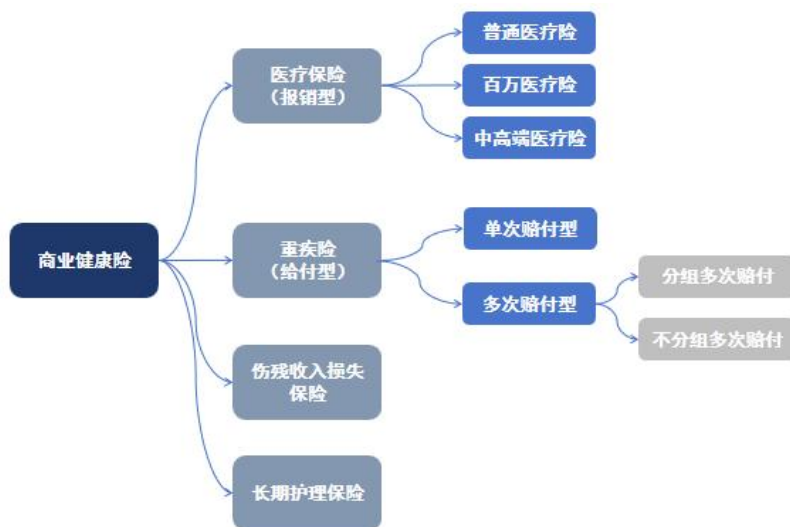 商业健康险
医疗保险
（报销型）
普通医疗险
百万医疗险
中高端医疗险
重疾险
（给付型）
单次赔付型
多次赔付型
分组多次赔付
不分组多次赔付
伤残收入损失
保险
长期护理保险